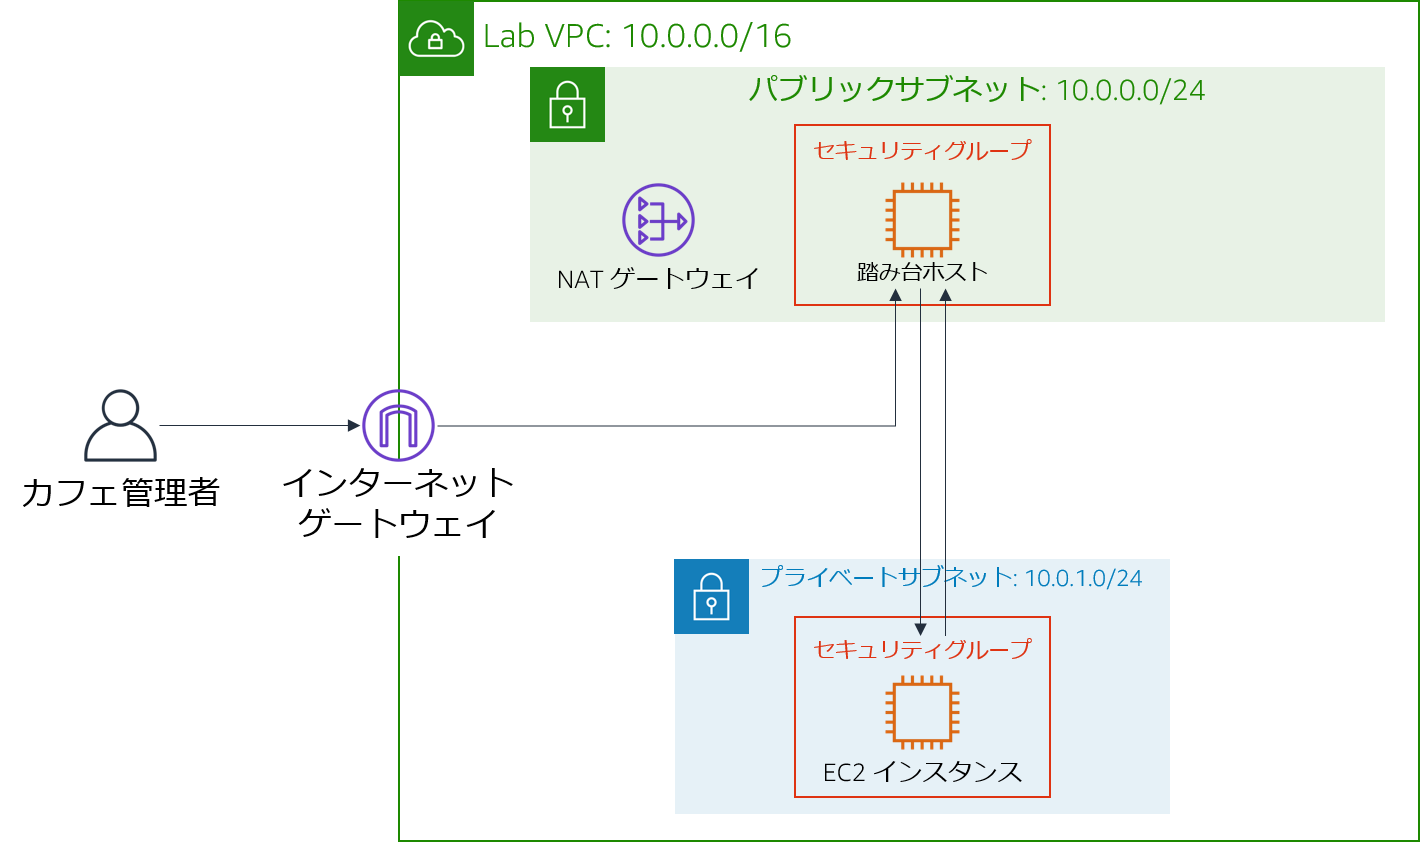 Lab VPC: 10.0.0.0/16
パブリックサブネット: 10.0.0.0/24
セキュリティグループ
踏み台ホスト
NAT ゲートウェイ
カフェ管理者
インターネット
ゲートウェイ
プライベートサブネット: 10.0.1.0/24
セキュリティグループ
EC2 インスタンス